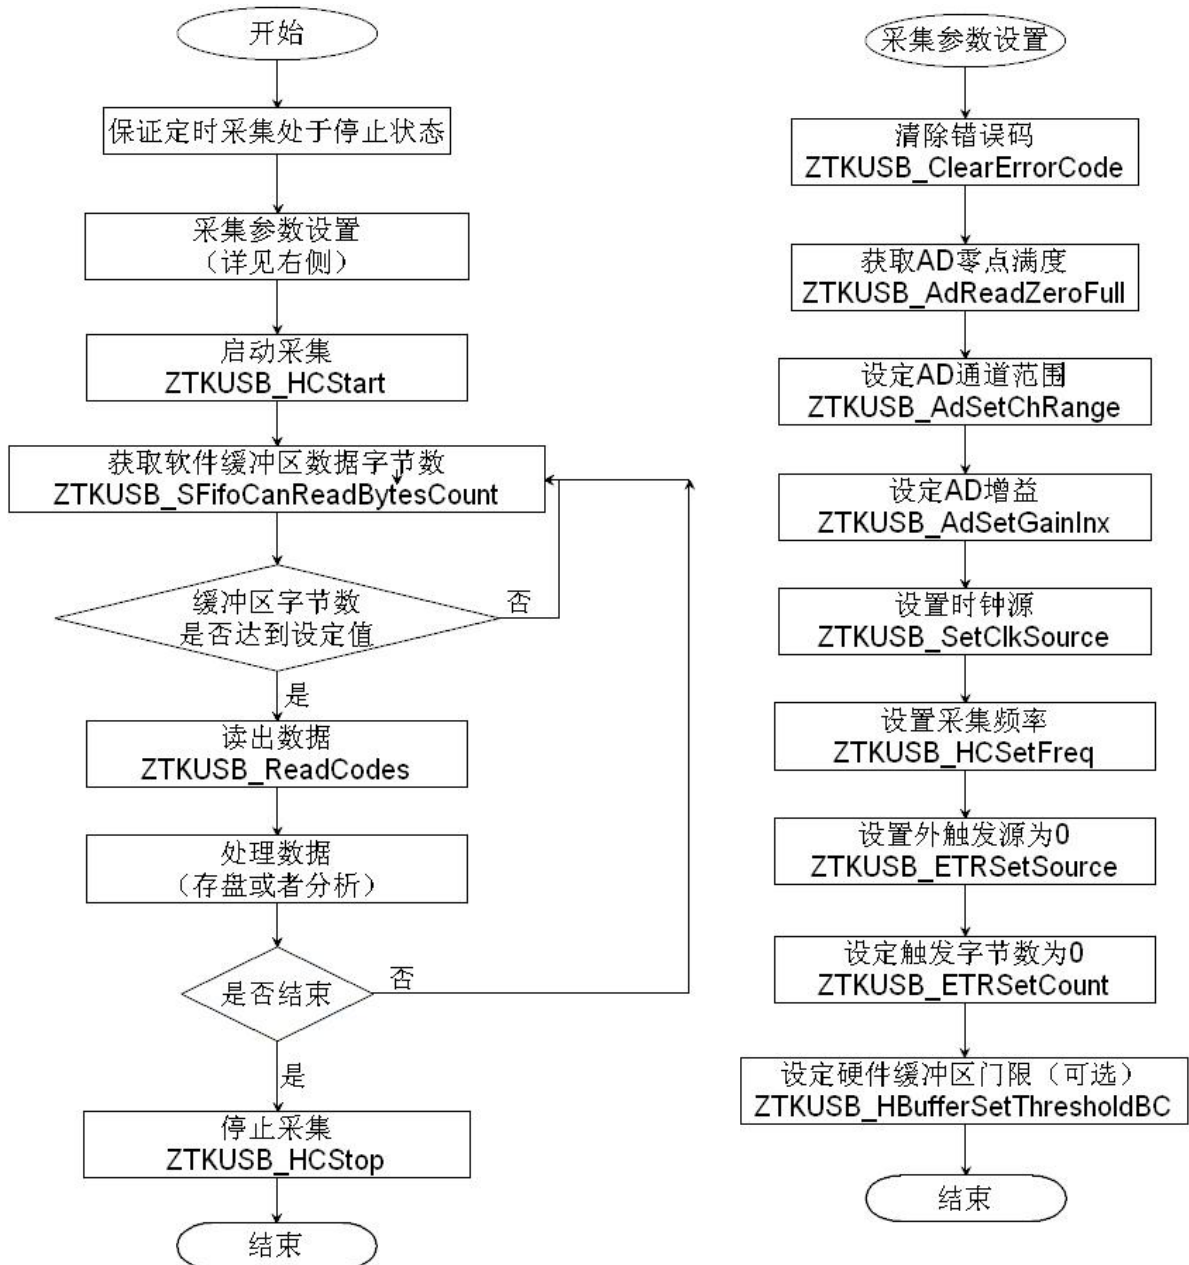 开始
保证定时采集处于停止状态
采集参数设置
（详见右侧）
启动采集
ZTKUSB_HCStart
获取软件缓冲区数据字节数
ZTKUSB_SFifoCanReadBytesCount
缓冲区字节数
是否达到设定值
否
是
读出数据
ZTKUSB_ReadCodes
处理数据
（存盘或者分析）
是否结束
否
是
停止采集
ZTKUSB_HCStop
结束
采集参数设置
清除错误码
ZTKUSB_ClearErrorCode
获取AD零点满度
ZTKUSB_AdReadZeroFull
设定AD通道范围
ZTKUSB_AdSetChRange
设定AD增益
ZTKUSB_AdSetGainInx
设置时钟源
ZTKUSB_SetClkSource
设置采集频率
ZTKUSB_HCSetFreq
设置外触发源为0
ZTKUSB_ETRSetSource
设定触发字节数为0
ZTKUSB_ETRSetCount
设定硬件缓冲区门限（可选）
ZTKUSB_HBufferSetThresholdBC
结束